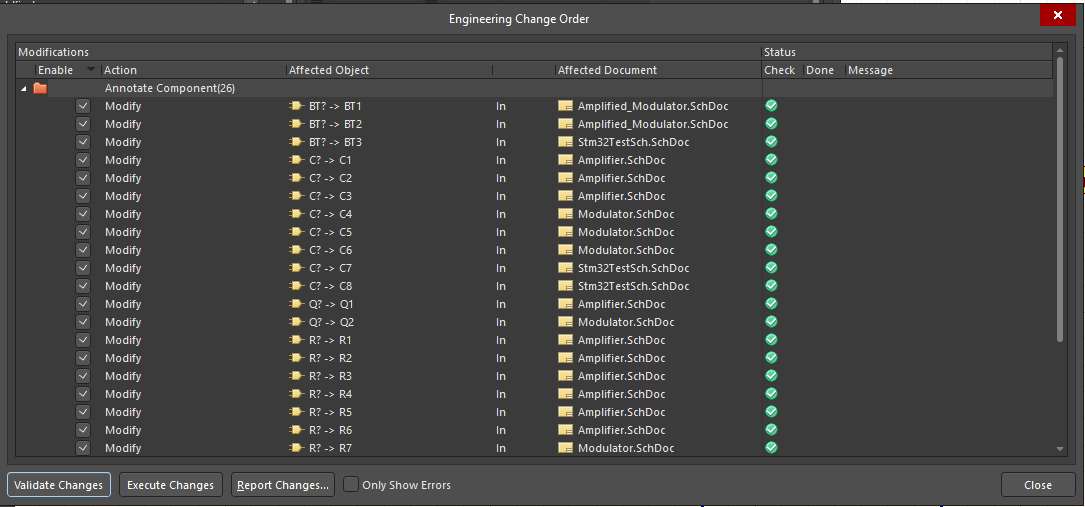 Engineering Change Order
Modifications Status
Enable Action Affected Object Affected Document Check Done Message
Annotate Component(26)
Modify BT? -> BT1 In Amplified_Modulator.SchDoc
Modify BT? -> BT2 In Amplified_Modulator.SchDoc
Modify BT? -> BT3 In Stm32TestSch.SchDoc
Modify C? -> C1 In Amplifier.SchDoc
Modify C? -> C2 In Amplifier.SchDoc
Modify C? -> C3 In Amplifier.SchDoc
Modify C? -> C4 In Modulator.SchDoc
Modify C? -> C5 In Modulator.SchDoc
Modify C? -> C6 In Modulator.SchDoc
Modify C? -> C7 In Stm32TestSch.SchDoc
Modify C? -> C8 In Stm32TestSch.SchDoc
Modify Q? -> Q1 In Amplifier.SchDoc
Modify Q? -> Q2 In Modulator.SchDoc
Modify R? -> R1 In Amplifier.SchDoc
Modify R? -> R2 In Amplifier.SchDoc
Modify R? -> R3 In Amplifier.SchDoc
Modify R? -> R4 In Amplifier.SchDoc
Modify R? -> R5 In Amplifier.SchDoc
Modify R? -> R6 In Amplifier.SchDoc
Modify R? -> R7 In Modulator.SchDoc
Validate Changes Execute Changes Report Changes... Only Show Errors Close